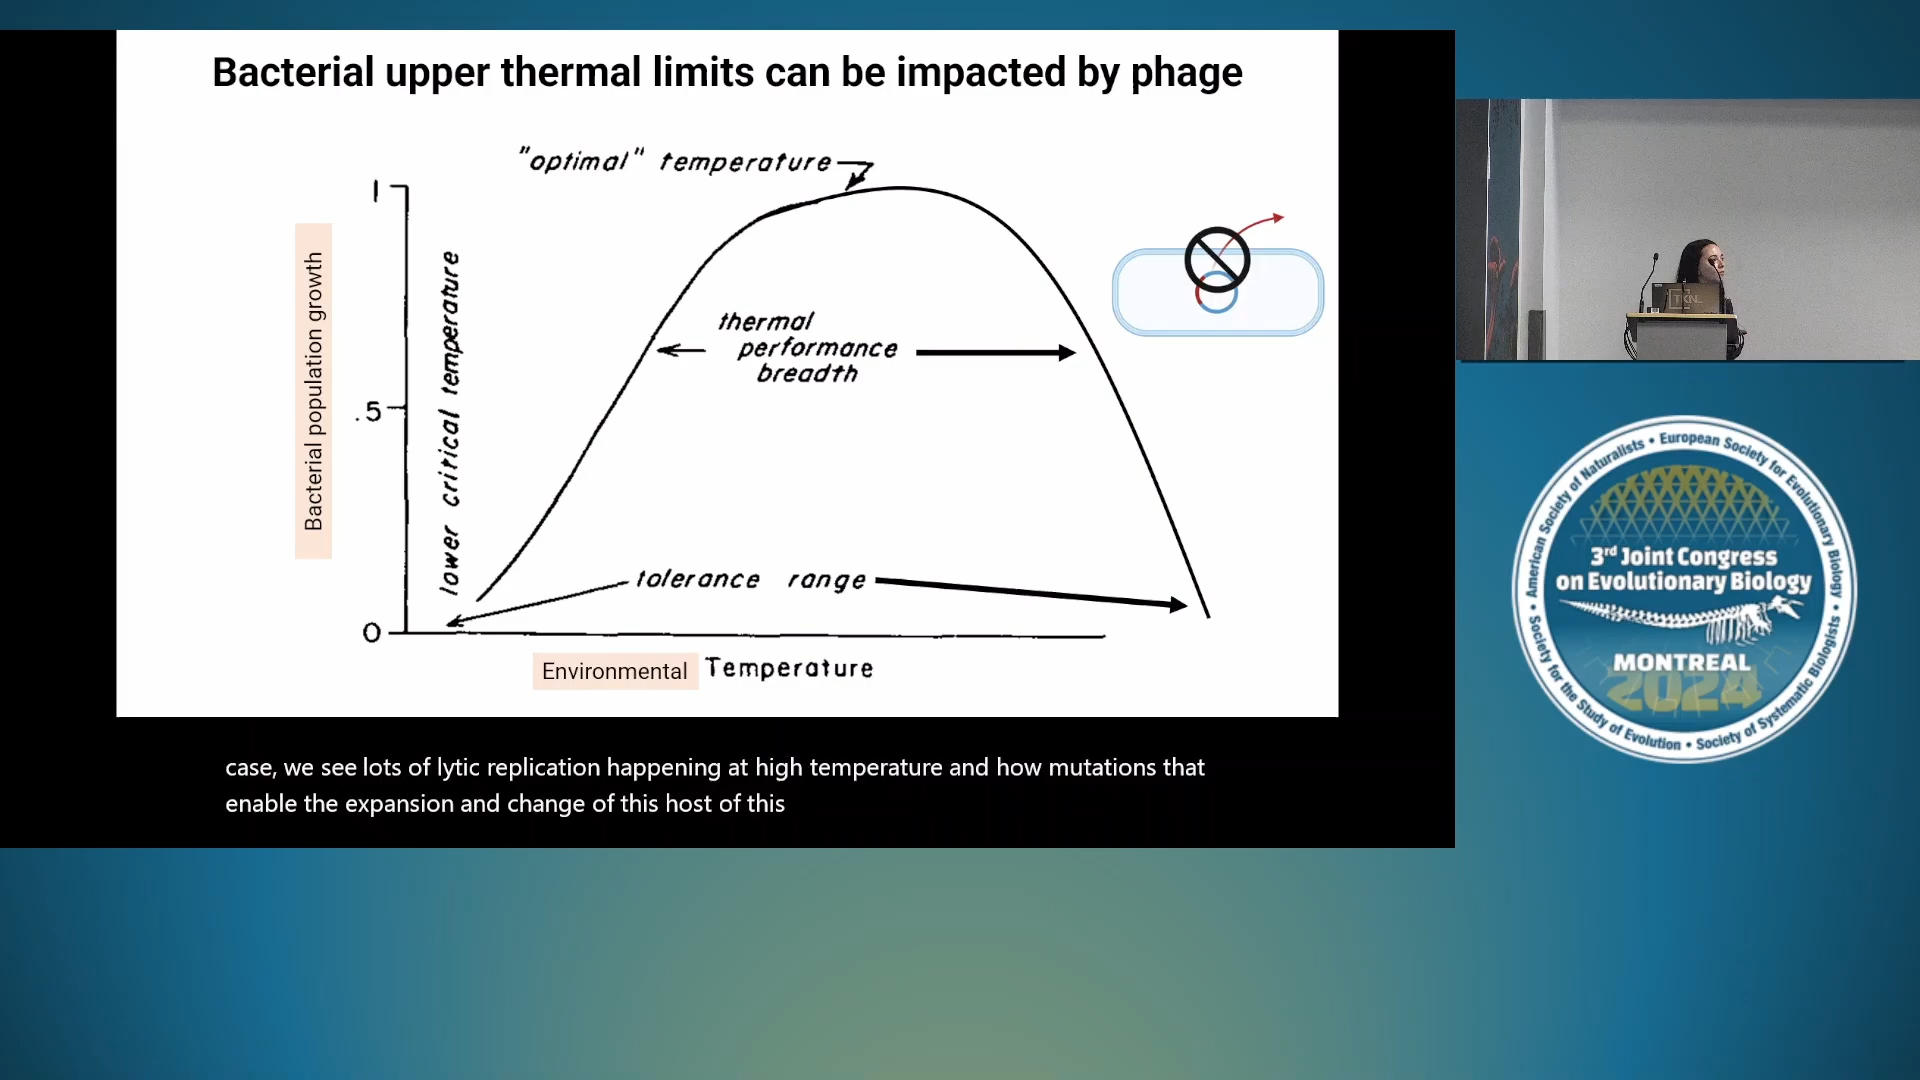 Bacterial upper thermal limits can be impacted by phage
"optimal" temperature
1
.5
0
Bacterial population growth
lower critical temperature
thermal
performance
breadth
tolerance range
Environmental Temperature
case, we see lots of lytic replication happening at high temperature and how mutations that
enable the expansion and change of this host of this
TKNL
American Society of Naturalists • European Society for Evolutionary Biology • Society of Systematic Biologists • Society for the Study of Evolution •
3rd Joint Congress
on Evolutionary Biology
MONTREAL
2024